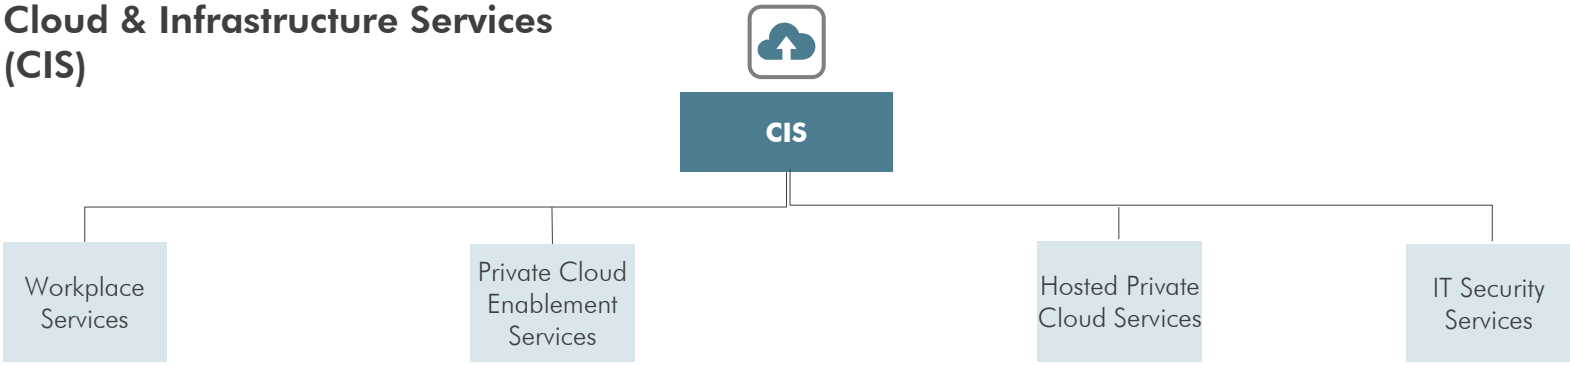 Cloud & Infrastructure Services
(CIS)
CIS
Workplace
Services
Private Cloud
Enablement
Services
Hosted Private
Cloud Services
IT Security
Services